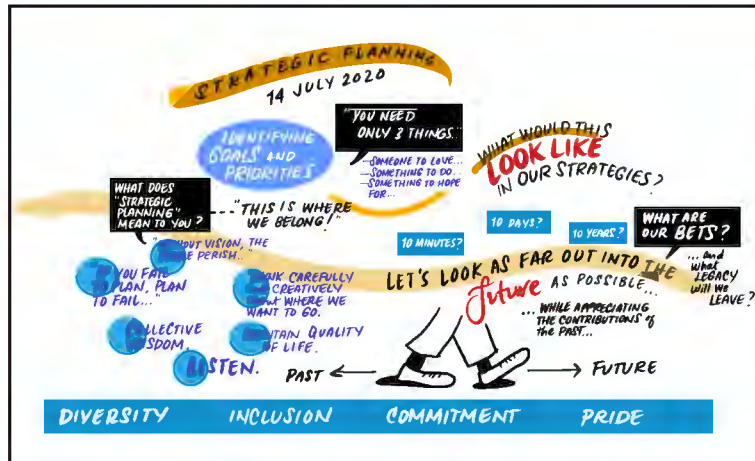 STRATEGIC PLANNING
14 JULY 2020
IDENTIFYING
GOALS AND
PRIORITIES
"YOU NEED
ONLY 3 THINGS...
—SOMEONE TO LOVE...
—SOMETHING TO DO...
—SOMETHING TO HOPE
FOR...
WHAT WOULD THIS
LOOK LIKE
IN OUR STRATEGIES?
WHAT DOES
"STRATEGIC
PLANNING"
MEAN TO YOU?
"THIS IS WHERE
WE BELONG!"
VISION, THE
PERISH..."
YOU FAIL
TO PLAN, PLAN
TO FAIL..."
CAREFULLY
CREATIVELY
WHERE WE
WANT TO GO.
COLLECTIVE
WISDOM.
QUALITY
OF LIFE.
LISTEN.
10 MINUTES?
10 DAYS?
10 YEARS?
WHAT ARE
OUR BETS?
...and
what
LEGACY
will we
LEAVE?
LET'S LOOK AS FAR OUT INTO THE
future AS POSSIBLE...
...WHILE APPRECIATING
THE CONTRIBUTIONS of
the PAST...
PAST
FUTURE
DIVERSITY INCLUSION COMMITMENT PRIDE